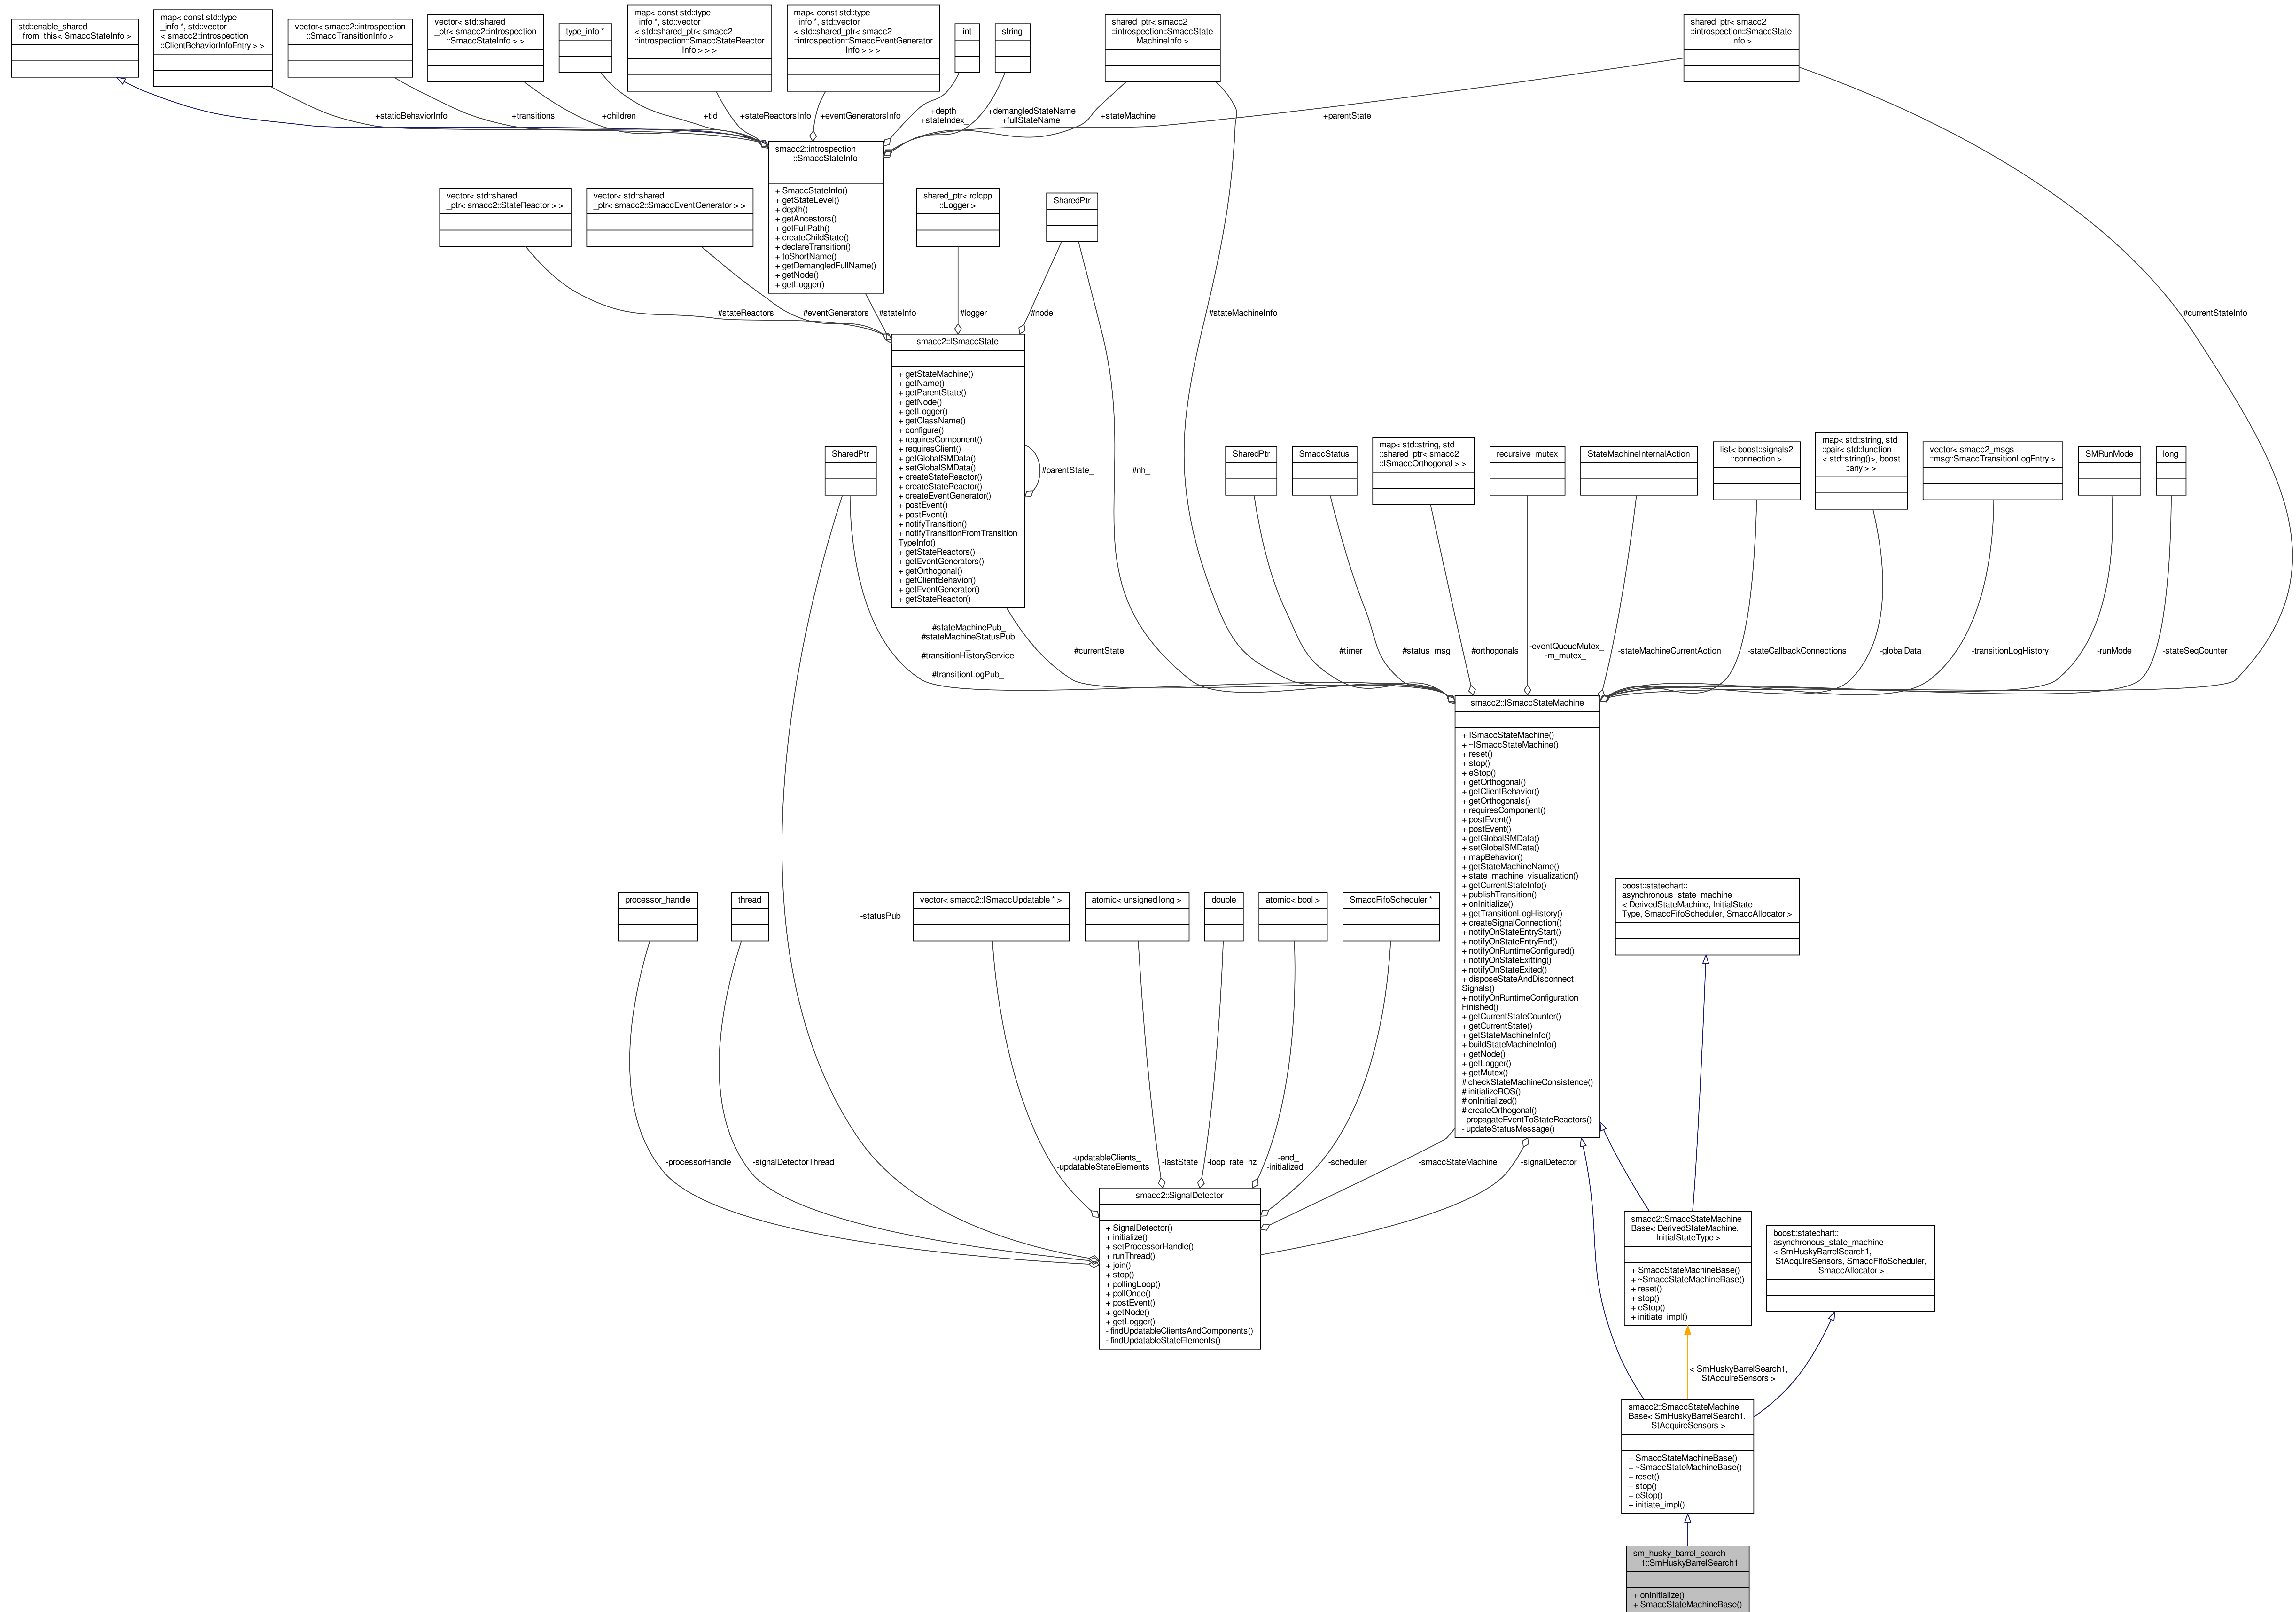 std::enable_shared
_from_this< SmaccStateInfo >
map< const std::type
_info *, std::vector
< smacc2::introspection
::ClientBehaviorInfoEntry > >
vector< smacc2::introspection
::SmaccTransitionInfo >
vector< std::shared
_ptr< smacc2::introspection
::SmaccStateInfo > >
type_info *
map< const std::type
_info *, std::vector
< std::shared_ptr< smacc2
::introspection::SmaccStateReactor
Info > > >
map< const std::type
_info *, std::vector
< std::shared_ptr< smacc2
::introspection::SmaccEventGenerator
Info > > >
int
string
shared_ptr< smacc2
::introspection::SmaccState
MachineInfo >
shared_ptr< smacc2
::introspection::SmaccState
Info >
+staticBehaviorInfo
+transitions_
+children_
+tid_
+stateReactorsInfo
+eventGeneratorsInfo
+depth_
+stateIndex_
+demangledStateName
+fullStateName
+stateMachine_
+parentState_
smacc2::introspection
::SmaccStateInfo
+ SmaccStateInfo()
+ getStateLevel()
+ depth()
+ getAncestors()
+ getFullPath()
+ createChildState()
+ declareTransition()
+ toShortName()
+ getDemangledFullName()
+ getNode()
+ getLogger()
vector< std::shared
_ptr< smacc2::StateReactor > >
vector< std::shared
_ptr< smacc2::SmaccEventGenerator > >
shared_ptr< rclcpp
::Logger >
SharedPtr
#stateReactors_
#eventGenerators_
#stateInfo_
#logger_
#node_
#stateMachineInfo_
#currentStateInfo_
smacc2::ISmaccState
+ getStateMachine()
+ getName()
+ getParentState()
+ getNode()
+ getLogger()
+ getClassName()
+ configure()
+ requiresComponent()
+ requiresClient()
+ getGlobalSMData()
+ setGlobalSMData()
+ createStateReactor()
+ createStateReactor()
+ createEventGenerator()
+ postEvent()
+ postEvent()
+ notifyTransition()
+ notifyTransitionFromTransition
TypeInfo()
+ getStateReactors()
+ getEventGenerators()
+ getOrthogonal()
+ getClientBehavior()
+ getEventGenerator()
+ getStateReactor()
#parentState_
#nh_
SharedPtr
SharedPtr
SmaccStatus
map< std::string, std
::shared_ptr< smacc2
::ISmaccOrthogonal > >
recursive_mutex
StateMachineInternalAction
list< boost::signals2
::connection >
map< std::string, std
::pair< std::function
< std::string()>, boost
::any > >
vector< smacc2_msgs
::msg::SmaccTransitionLogEntry >
SMRunMode
long
#stateMachinePub_
#stateMachineStatusPub
_
#transitionHistoryService
_
#transitionLogPub_
#currentState_
#timer_
#status_msg_
#orthogonals_
-eventQueueMutex_
-m_mutex_
-stateMachineCurrentAction
-stateCallbackConnections
-globalData_
-transitionLogHistory_
-runMode_
-stateSeqCounter_
smacc2::ISmaccStateMachine
+ ISmaccStateMachine()
+ ~ISmaccStateMachine()
+ reset()
+ stop()
+ eStop()
+ getOrthogonal()
+ getClientBehavior()
+ getOrthogonals()
+ requiresComponent()
+ postEvent()
+ postEvent()
+ getGlobalSMData()
+ setGlobalSMData()
+ mapBehavior()
+ getStateMachineName()
+ state_machine_visualization()
+ getCurrentStateInfo()
+ publishTransition()
+ onInitialize()
+ getTransitionLogHistory()
+ createSignalConnection()
+ notifyOnStateEntryStart()
+ notifyOnStateEntryEnd()
+ notifyOnRuntimeConfigured()
+ notifyOnStateExitting()
+ notifyOnStateExited()
+ disposeStateAndDisconnect
Signals()
+ notifyOnRuntimeConfiguration
Finished()
+ getCurrentStateCounter()
+ getCurrentState()
+ getStateMachineInfo()
+ buildStateMachineInfo()
+ getNode()
+ getLogger()
+ getMutex()
# checkStateMachineConsistence()
# initializeROS()
# onInitialized()
# createOrthogonal()
- propagateEventToStateReactors()
- updateStatusMessage()
processor_handle
thread
-statusPub_
vector< smacc2::ISmaccUpdatable * >
atomic< unsigned long >
double
atomic< bool >
SmaccFifoScheduler *
boost::statechart::
asynchronous_state_machine
< DerivedStateMachine, InitialState
Type, SmaccFifoScheduler, SmaccAllocator >
-processorHandle_
-signalDetectorThread_
-updatableClients_
-updatableStateElements_
-lastState_
-loop_rate_hz
-end_
-initialized_
-scheduler_
-smaccStateMachine_
-signalDetector_
smacc2::SignalDetector
+ SignalDetector()
+ initialize()
+ setProcessorHandle()
+ runThread()
+ join()
+ stop()
+ pollingLoop()
+ pollOnce()
+ postEvent()
+ getNode()
+ getLogger()
- findUpdatableClientsAndComponents()
- findUpdatableStateElements()
smacc2::SmaccStateMachine
Base< DerivedStateMachine,
InitialStateType >
+ SmaccStateMachineBase()
+ ~SmaccStateMachineBase()
+ reset()
+ stop()
+ eStop()
+ initiate_impl()
boost::statechart::
asynchronous_state_machine
< SmHuskyBarrelSearch1,
StAcquireSensors, SmaccFifoScheduler,
SmaccAllocator >
< SmHuskyBarrelSearch1,
StAcquireSensors >
smacc2::SmaccStateMachine
Base< SmHuskyBarrelSearch1,
StAcquireSensors >
+ SmaccStateMachineBase()
+ ~SmaccStateMachineBase()
+ reset()
+ stop()
+ eStop()
+ initiate_impl()
sm_husky_barrel_search
_1::SmHuskyBarrelSearch1
+ onInitialize()
+ SmaccStateMachineBase()